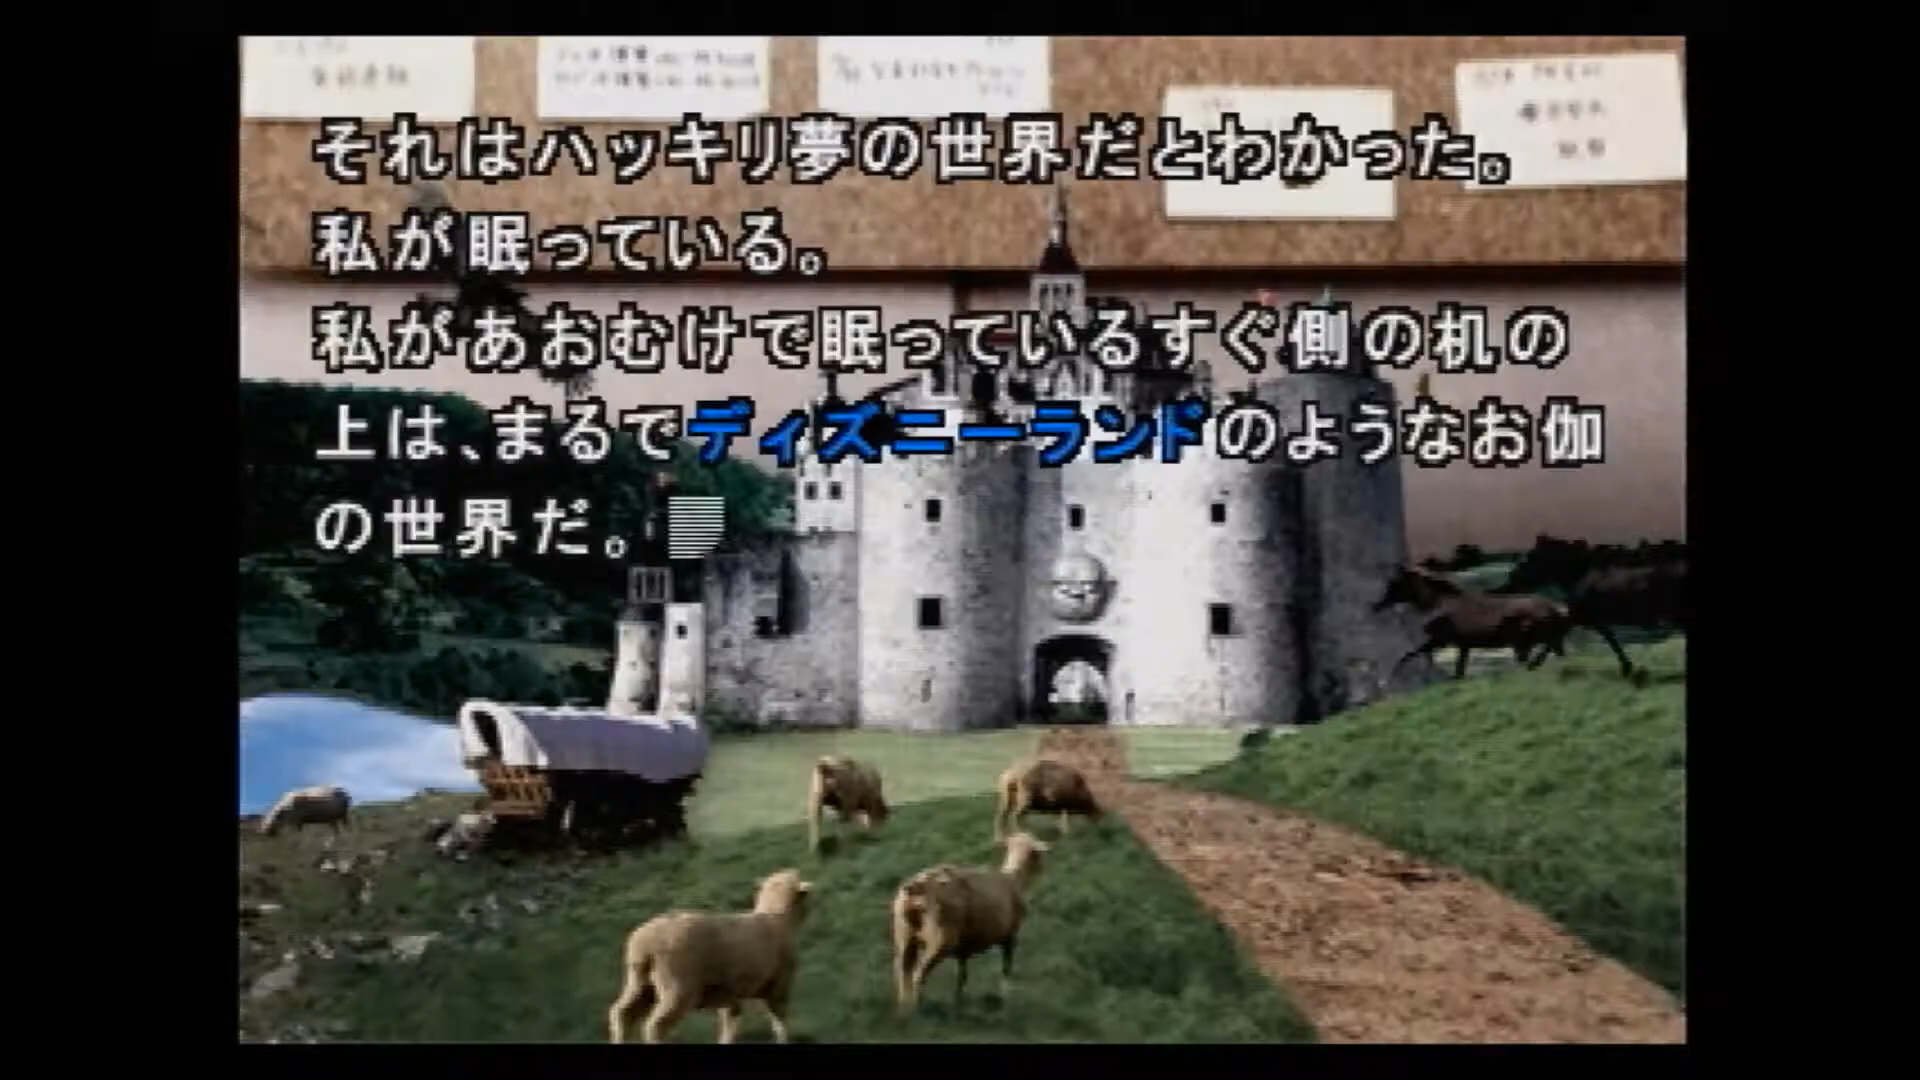 それはハッキリ夢の世界だとわかった。
私が眠っている。
私があおむけで眠っているすぐ側の机の
上は、まるでディズニーランドのようなお伽
の世界だ。